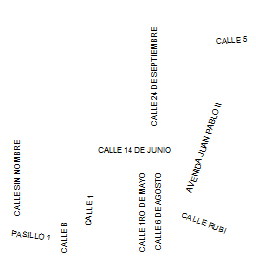 CALLE 24 DE SEPTIEMBRE
CALLE 5
AVENIDA JUAN PABLO II
CALLE 14 DE JUNIO
CALLE SIN NOMBRE
CALLE 1
CALLE 1RO DE MAYO
CALLE 6 DE AGOSTO
CALLE RUBI
PASILLO 1
CALLE 8